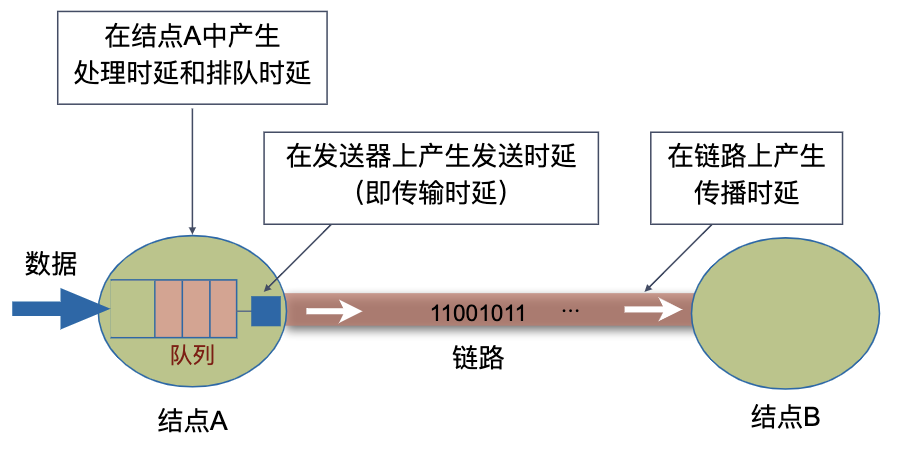 在结点A中产生
处理时延和排队时延
在发送器上产生发送时延
（即传输时延）
在链路上产生
传播时延
数据
队列
11001011 …
链路
结点A
结点B